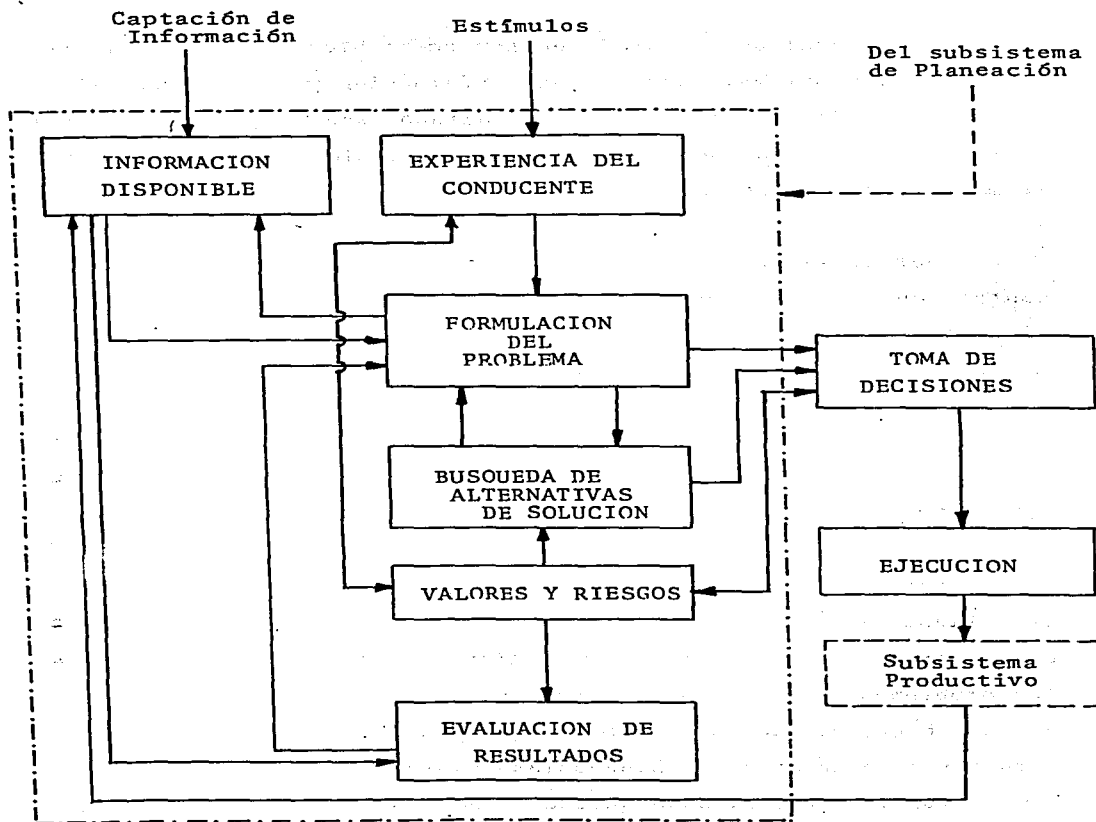 Captación de
Información
Estímulos
Del subsistema
de Planeación
INFORMACION
DISPONIBLE
EXPERIENCIA DEL
CONDUCENTE
FORMULACION
DEL
PROBLEMA
TOMA DE
DECISIONES
BUSQUEDA DE
ALTERNATIVAS
DE SOLUCION
VALORES Y RIESGOS
EJECUCION
Subsistema
Productivo
EVALUACION DE
RESULTADOS